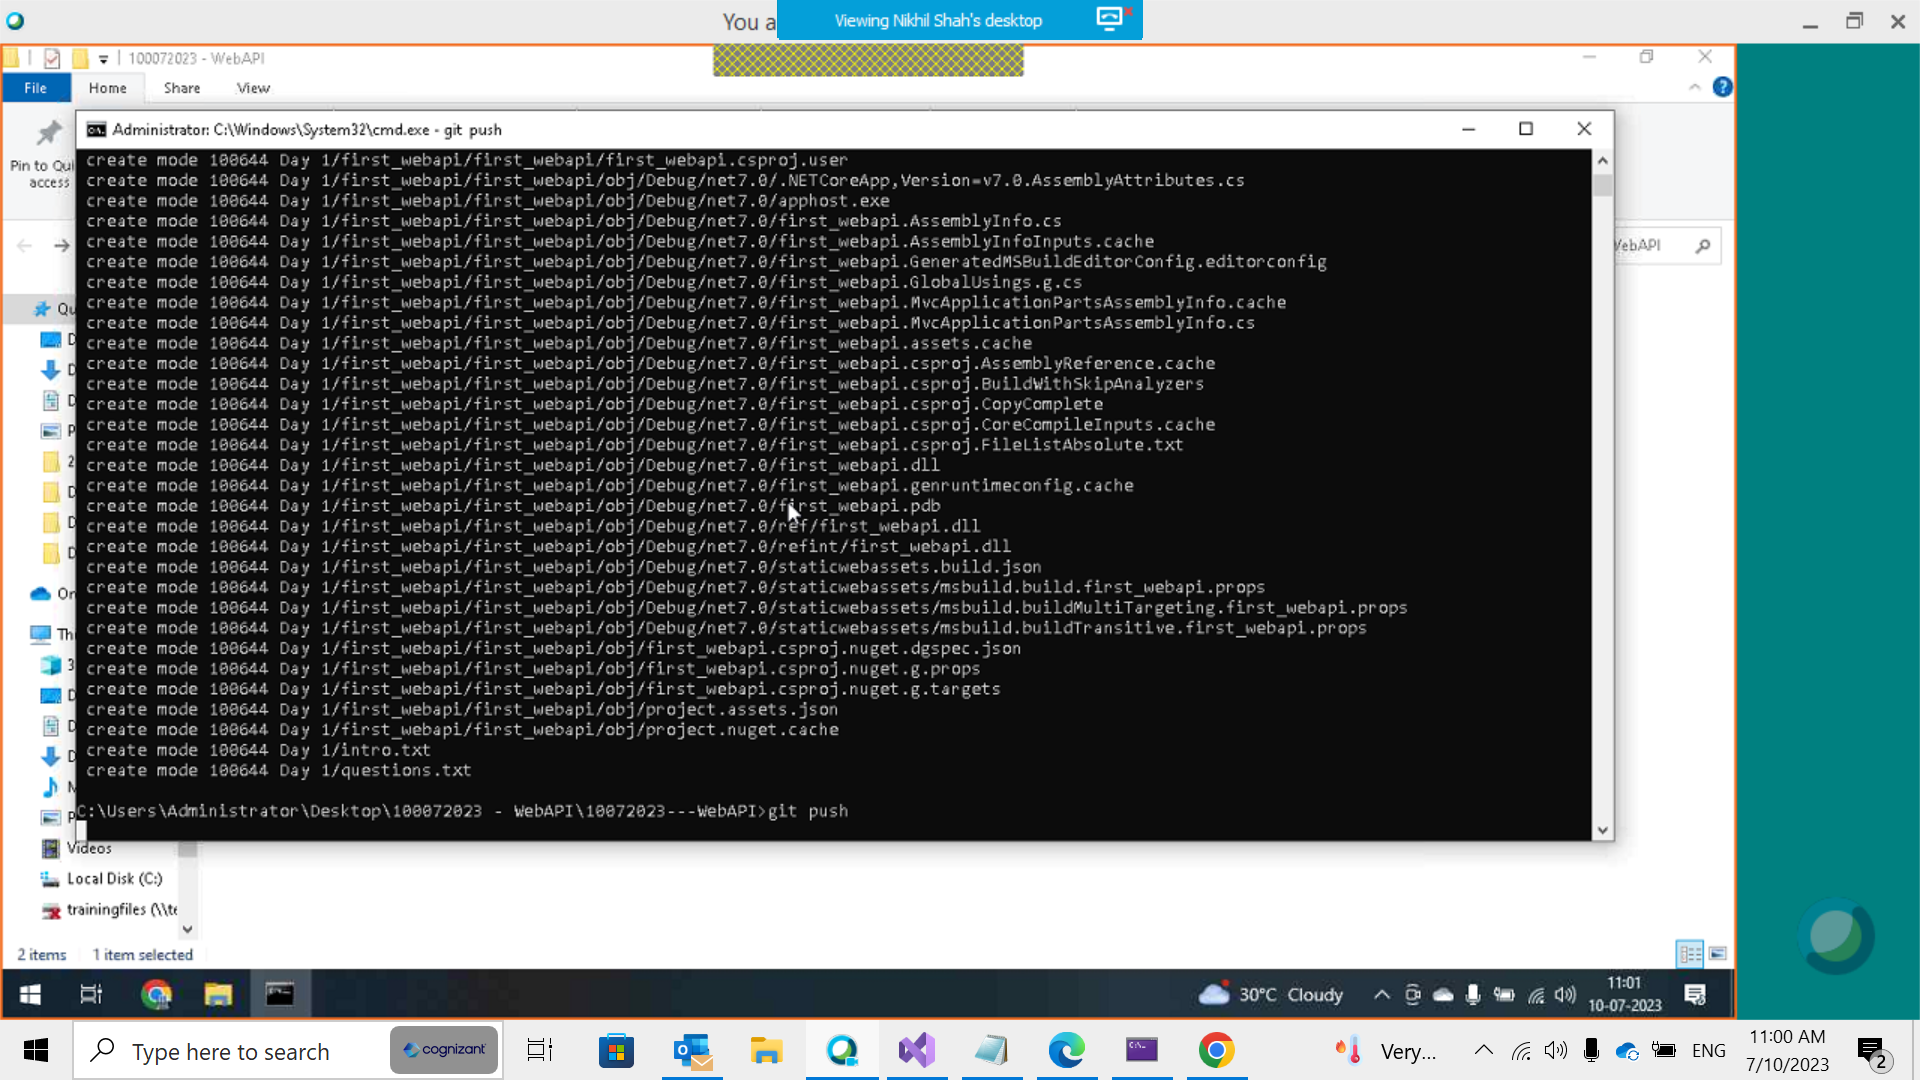 You a
Viewing Nikhil Shah's desktop
100072023 - WebAPI
File Home Share View
Administrator: C:\Windows\System32\cmd.exe - git push
Pin to Qui
access
create mode 100644 Day 1/first_webapi/first_webapi/first_webapi.csproj.user
create mode 100644 Day 1/first_webapi/first_webapi/obj/Debug/net7.0/.NETCoreApp,Version=v7.0.AssemblyAttributes.cs
create mode 100644 Day 1/first_webapi/first_webapi/obj/Debug/net7.0/apphost.exe
create mode 100644 Day 1/first_webapi/first_webapi/obj/Debug/net7.0/first_webapi.AssemblyInfo.cs
create mode 100644 Day 1/first_webapi/first_webapi/obj/Debug/net7.0/first_webapi.AssemblyInfoInputs.cache
create mode 100644 Day 1/first_webapi/first_webapi/obj/Debug/net7.0/first_webapi.GeneratedMSBuildEditorConfig.editorconfig
create mode 100644 Day 1/first_webapi/first_webapi/obj/Debug/net7.0/first_webapi.GlobalUsings.g.cs
create mode 100644 Day 1/first_webapi/first_webapi/obj/Debug/net7.0/first_webapi.MvcApplicationPartsAssemblyInfo.cache
create mode 100644 Day 1/first_webapi/first_webapi/obj/Debug/net7.0/first_webapi.MvcApplicationPartsAssemblyInfo.cs
create mode 100644 Day 1/first_webapi/first_webapi/obj/Debug/net7.0/first_webapi.assets.cache
create mode 100644 Day 1/first_webapi/first_webapi/obj/Debug/net7.0/first_webapi.csproj.AssemblyReference.cache
create mode 100644 Day 1/first_webapi/first_webapi/obj/Debug/net7.0/first_webapi.csproj.BuildWithSkipAnalyzers
create mode 100644 Day 1/first_webapi/first_webapi/obj/Debug/net7.0/first_webapi.csproj.CopyComplete
create mode 100644 Day 1/first_webapi/first_webapi/obj/Debug/net7.0/first_webapi.csproj.CoreCompileInputs.cache
create mode 100644 Day 1/first_webapi/first_webapi/obj/Debug/net7.0/first_webapi.csproj.FileListAbsolute.txt
create mode 100644 Day 1/first_webapi/first_webapi/obj/Debug/net7.0/first_webapi.dll
create mode 100644 Day 1/first_webapi/first_webapi/obj/Debug/net7.0/first_webapi.genruntimeconfig.cache
create mode 100644 Day 1/first_webapi/first_webapi/obj/Debug/net7.0/first_webapi.pdb
create mode 100644 Day 1/first_webapi/first_webapi/obj/Debug/net7.0/ref/first_webapi.dll
create mode 100644 Day 1/first_webapi/first_webapi/obj/Debug/net7.0/refint/first_webapi.dll
create mode 100644 Day 1/first_webapi/first_webapi/obj/Debug/net7.0/staticwebassets.build.json
create mode 100644 Day 1/first_webapi/first_webapi/obj/Debug/net7.0/staticwebassets/msbuild.build.first_webapi.props
create mode 100644 Day 1/first_webapi/first_webapi/obj/Debug/net7.0/staticwebassets/msbuild.buildMultiTargeting.first_webapi.props
create mode 100644 Day 1/first_webapi/first_webapi/obj/Debug/net7.0/staticwebassets/msbuild.buildTransitive.first_webapi.props
create mode 100644 Day 1/first_webapi/first_webapi/obj/first_webapi.csproj.nuget.dgspec.json
create mode 100644 Day 1/first_webapi/first_webapi/obj/first_webapi.csproj.nuget.g.props
create mode 100644 Day 1/first_webapi/first_webapi/obj/first_webapi.csproj.nuget.g.targets
create mode 100644 Day 1/first_webapi/first_webapi/obj/project.assets.json
create mode 100644 Day 1/first_webapi/first_webapi/obj/project.nuget.cache
create mode 100644 Day 1/intro.txt
create mode 100644 Day 1/questions.txt
C:\Users\Administrator\Desktop\100072023 - WebAPI\10072023---WebAPI>git push
VebAPI
Qu
D
D
D
P
2
D
D
D
On
Th
3
D
D
D
M
P
Videos
Local Disk (C:)
trainingfiles (\\te
2 items 1 item selected
30°C Cloudy
11:01
10-07-2023
Type here to search
cognizant
Very...
ENG
11:00 AM
7/10/2023
2